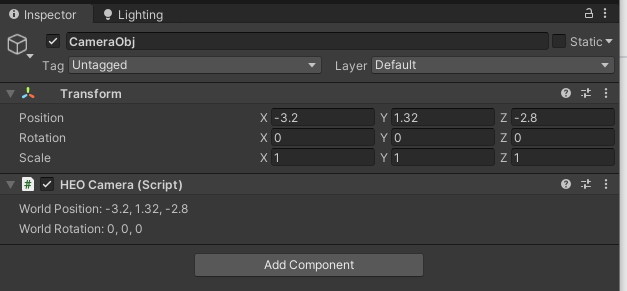 Inspector Lighting
CameraObj Static
Tag Untagged Layer Default
Transform
Position X -3.2 Y 1.32 Z -2.8
Rotation X 0 Y 0 Z 0
Scale X 1 Y 1 Z 1
# HEO Camera (Script)
World Position: -3.2, 1.32, -2.8
World Rotation: 0, 0, 0
Add Component